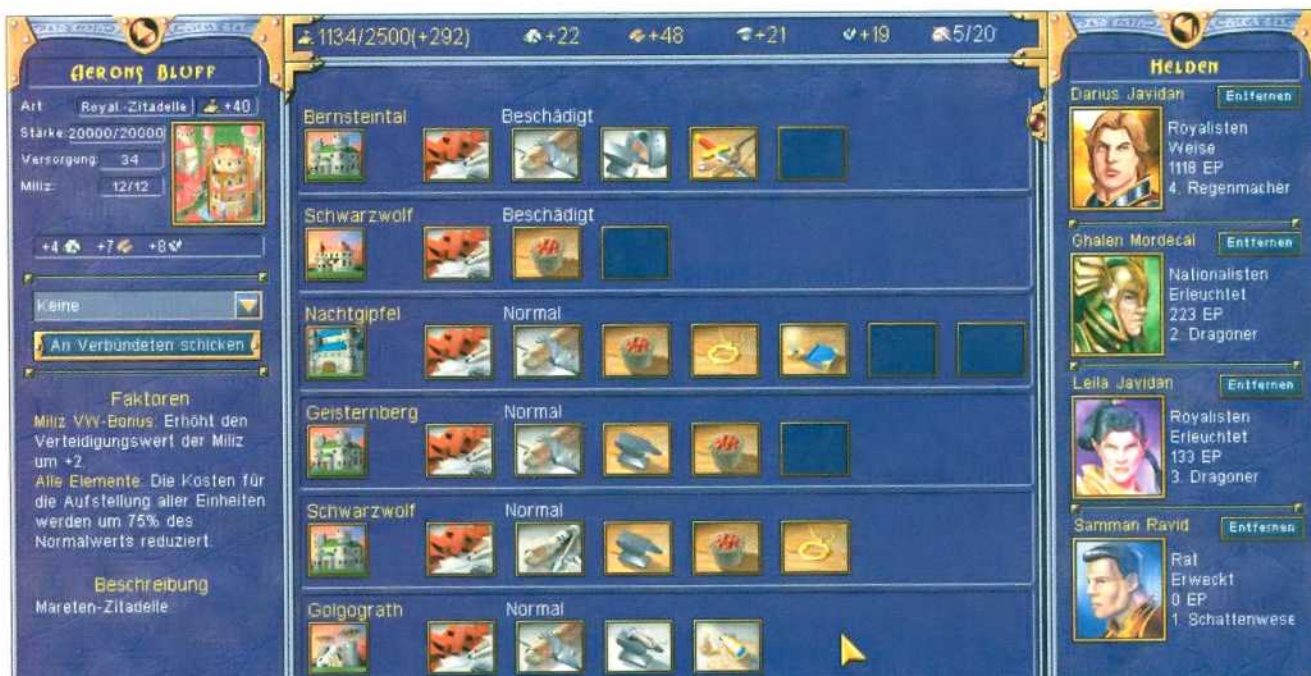 Aerons Bluff
Art: Royal.-Zitadelle +40
Stärke: 20000/20000
Versorgung: 34
Miliz: 12/12
+4 +7 +8
Keine
An Verbündeten schicken
Faktoren
Miliz VW-Bonus: Erhöht den
Verteidigungswert der Miliz
um +2.
Alle Elemente: Die Kosten für
die Aufstellung aller Einheiten
werden um 75% des
Normalwerts reduziert.
Beschreibung
Mareten-Zitadelle
1134/2500(+292) +22 +48 +21 +19 5/20
Bernsteintal Beschädigt
Schwarzwolf Beschädigt
Nachtgipfel Normal
Geisternberg Normal
Schwarzwolf Normal
Golgograth Normal
Helden
Darius Javidan Entfernen
Royalisten
Weise
1118 EP
4. Regenmacher
Ghalen Mordecai Entfernen
Nationalisten
Erleuchtet
223 EP
2. Dragoner
Leila Javidan Entfernen
Royalisten
Erleuchtet
133 EP
3. Dragoner
Samman Ravid Entfernen
Rat
Erweckt
0 EP
1. Schattenwese